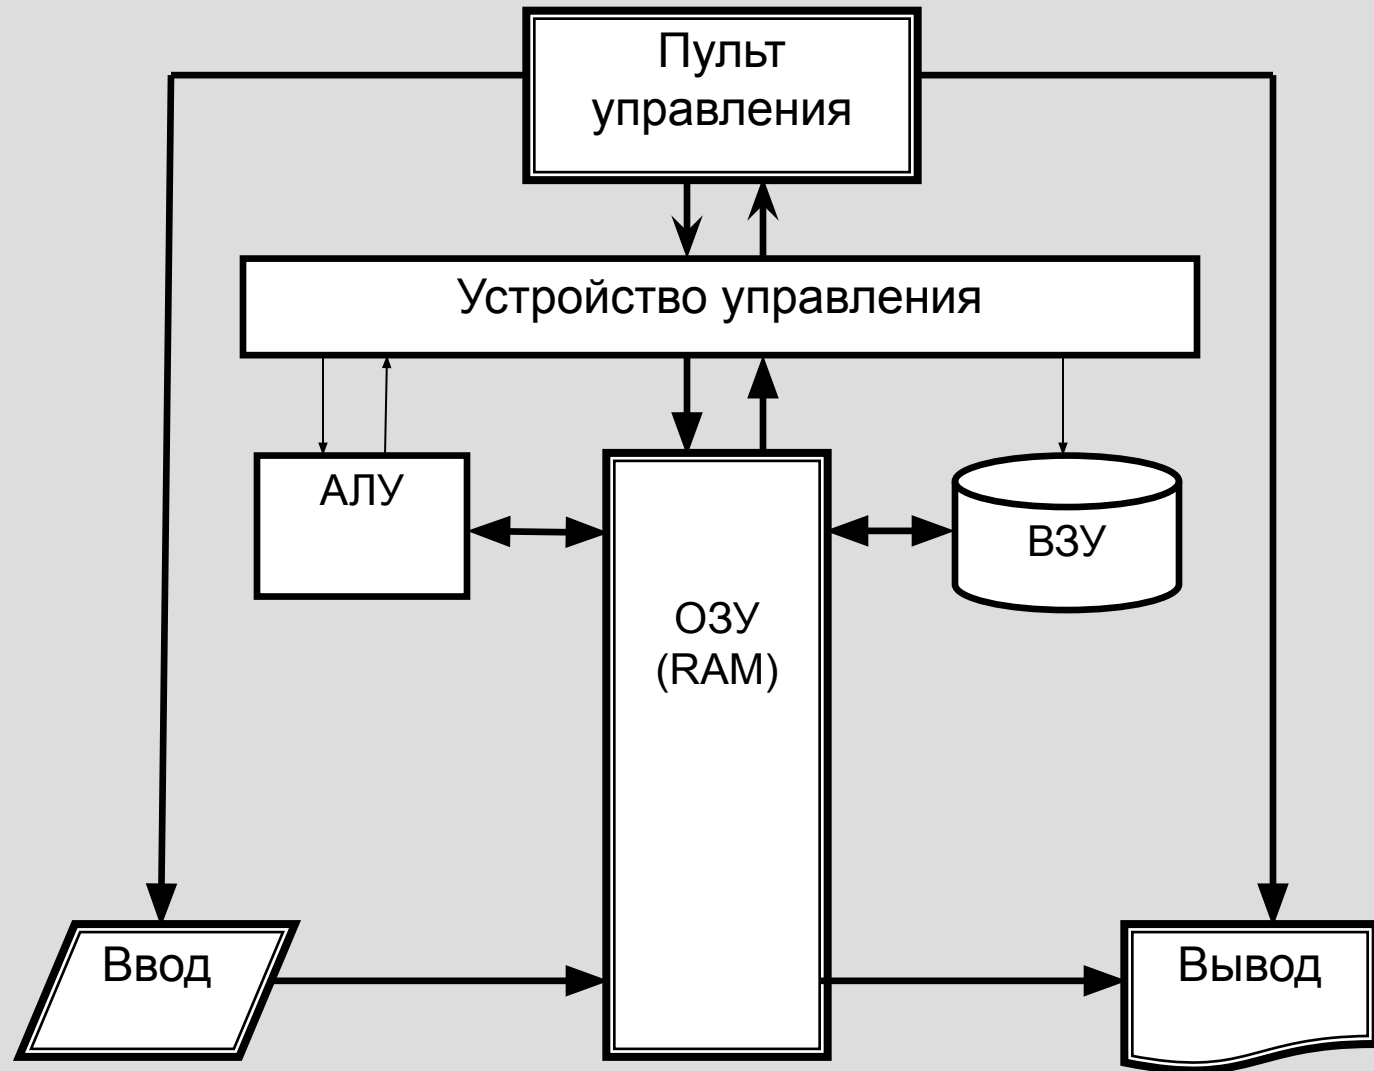 Пульт
управления
Устройство управления
АЛУ
ВЗУ
ОЗУ
(RAM)
Ввод
Вывод